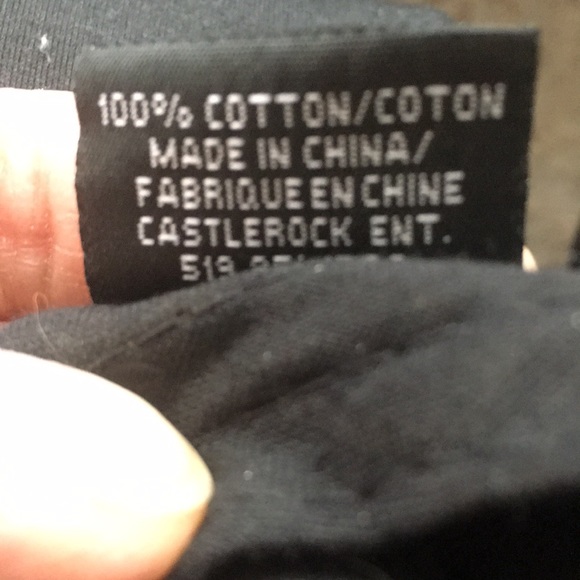 100% COTTON/COTON
MADE IN CHINA/
FABRIQUE EN CHINE
CASTLEROCK ENT.
519